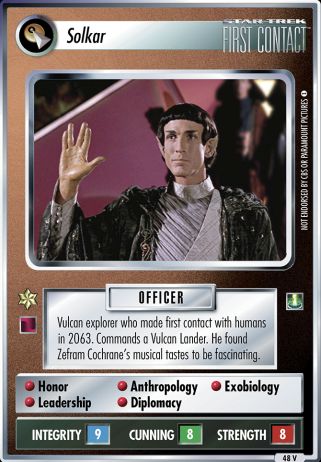 Solkar
STAR TREK
FIRST CONTACT
NOT ENDORSED BY CBS OR PARAMOUNT PICTURES
OFFICER
Vulcan explorer who made first contact with humans
in 2063. Commands a Vulcan Lander. He found
Zefram Cochrane's musical tastes to be fascinating.
Honor Anthropology Exobiology
Leadership Diplomacy
INTEGRITY 9 CUNNING 8 STRENGTH 8
48 V